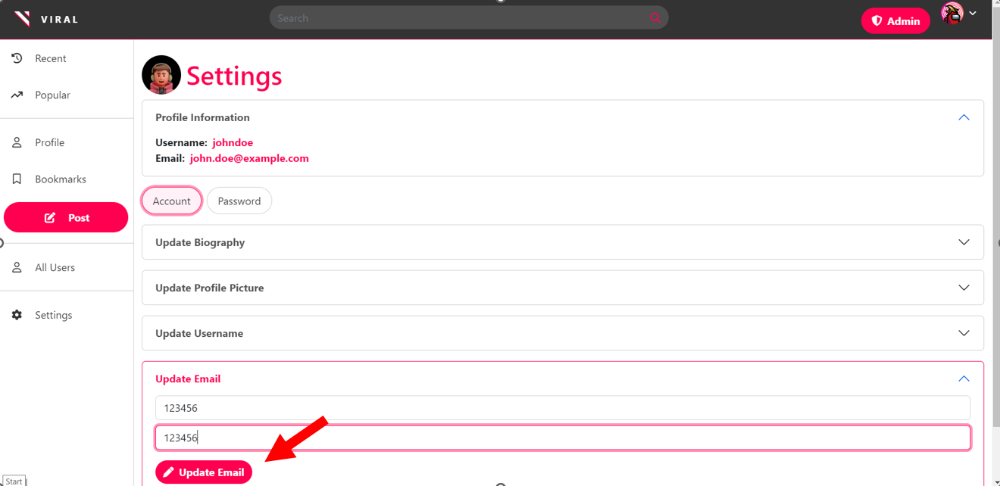 VIRAL
Search
Admin
Recent
Popular
Profile
Bookmarks
Post
All Users
Settings
Settings
Profile Information
Username: johndoe
Email: john.doe@example.com
Account
Password
Update Biography
Update Profile Picture
Update Username
Update Email
123456
123456
Update Email
Start